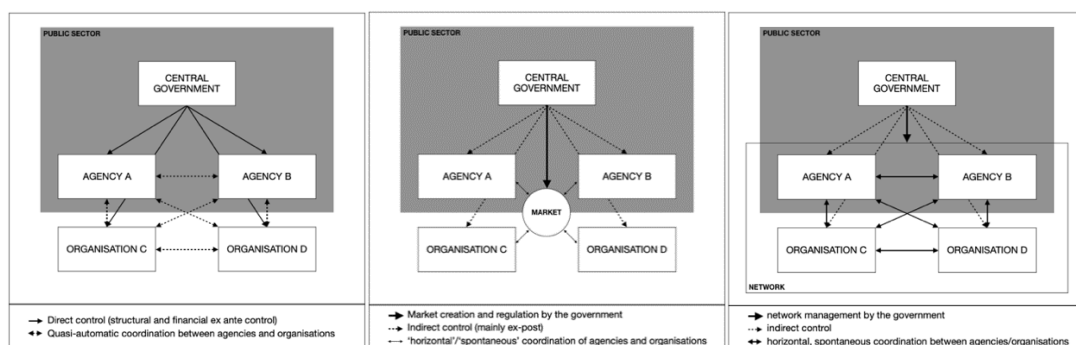 PUBLIC SECTOR
CENTRAL
GOVERNMENT
AGENCY A
AGENCY B
ORGANISATION C
ORGANISATION D
Direct control (structural and financial ex ante control)
Quasi-automatic coordination between agencies and organisations
PUBLIC SECTOR
CENTRAL
GOVERNMENT
AGENCY A
AGENCY B
MARKET
ORGANISATION C
ORGANISATION D
Market creation and regulation by the government
Indirect control (mainly ex-post)
'horizontal'/'spontaneous' coordination of agencies and organisations
PUBLIC SECTOR
CENTRAL
GOVERNMENT
AGENCY A
AGENCY B
ORGANISATION C
ORGANISATION D
NETWORK
network management by the government
indirect control
horizontal, spontaneous coordination between agencies/organisations